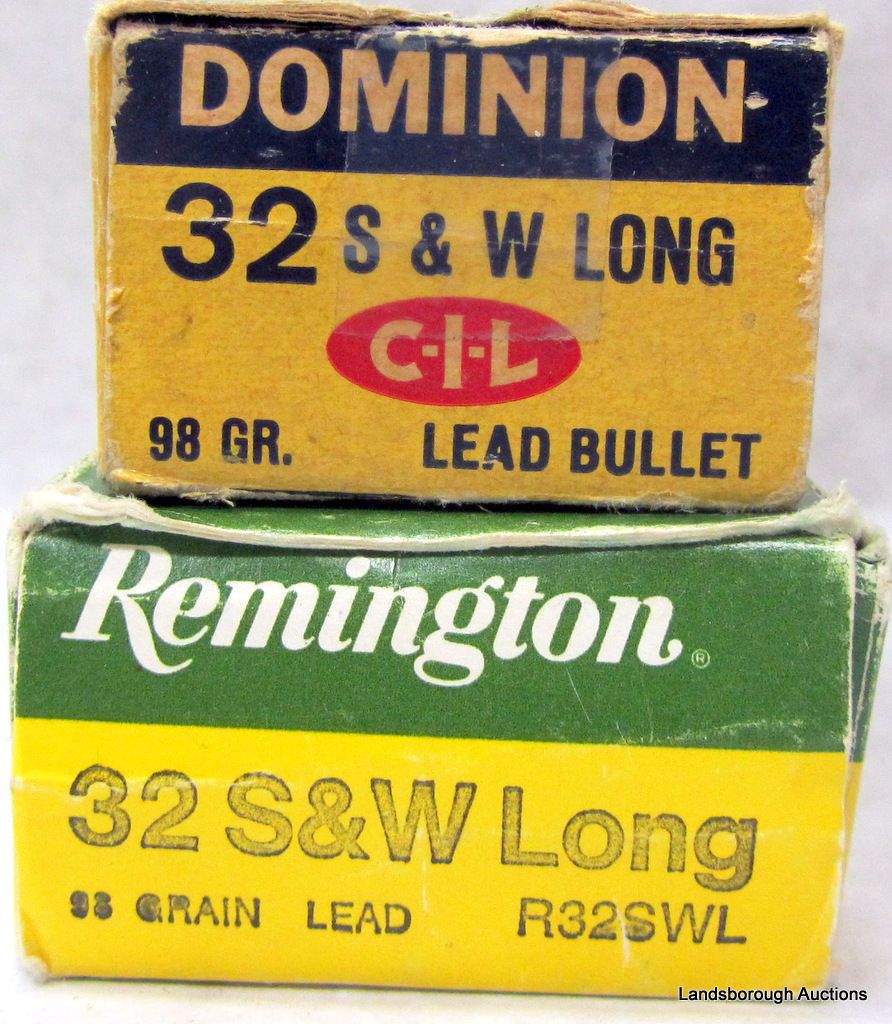 DOMINION
32 S & W LONG
C-I-L
98 GR. LEAD BULLET
Remington®
32 S&W Long
98 GRAIN LEAD R32SWL
Landsborough Auctions